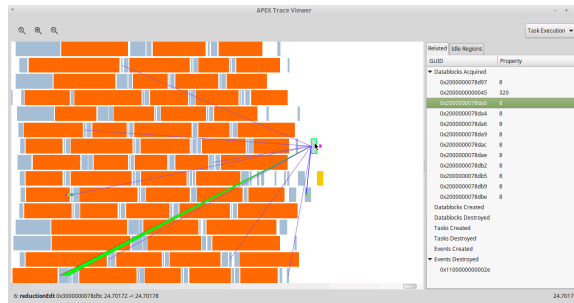 APEX Trace Viewer
Task Execution
Related Idle Regions
GUID Property
Datablocks Acquired
0x2000000078d97 8
0x2000000000045 320
0x2000000078da0 8
0x2000000078da4 8
0x2000000078da6 8
0x2000000078da9 8
0x2000000078dac 8
0x2000000078dae 8
0x2000000078db2 8
0x2000000078db5 8
0x2000000078db9 8
0x2000000078dbe 8
Datablocks Created
Datablocks Destroyed
Tasks Created
Tasks Destroyed
Events Created
Events Destroyed
0x1100000000002e
6: reductionEdt 0x3000000078d9c 24.70172 -> 24.70178
24.7017